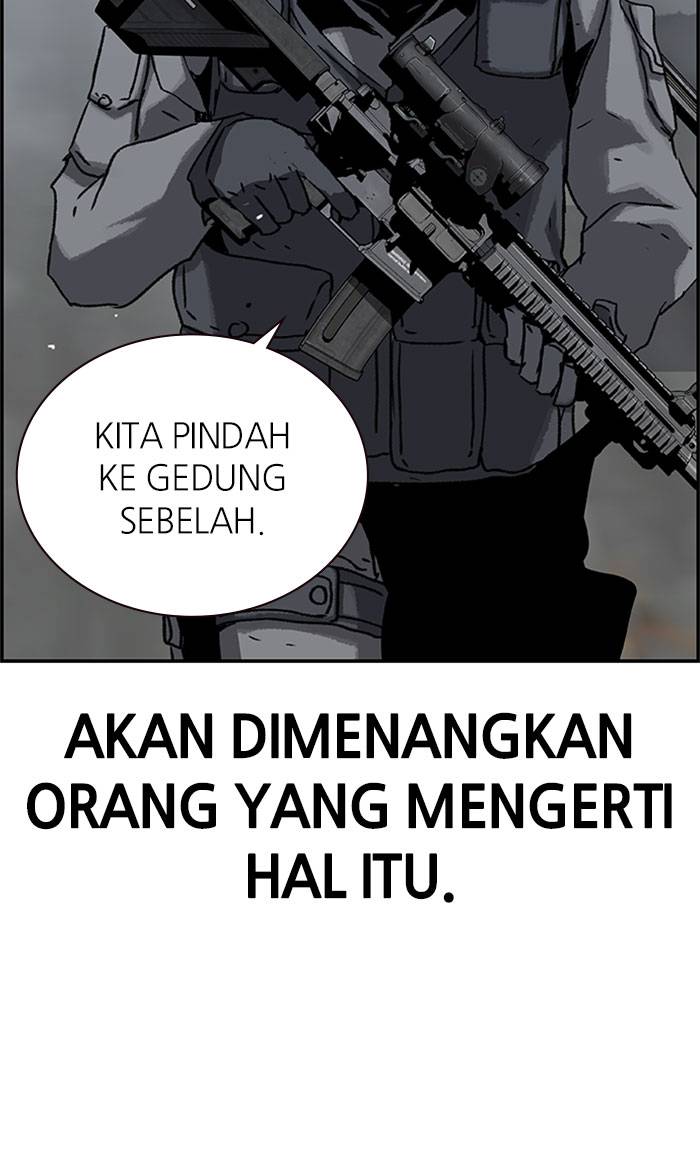 KITA PINDAH
KE GEDUNG
SEBELAH.
AKAN DIMENANGKAN
ORANG YANG MENGERTI
HAL ITU.